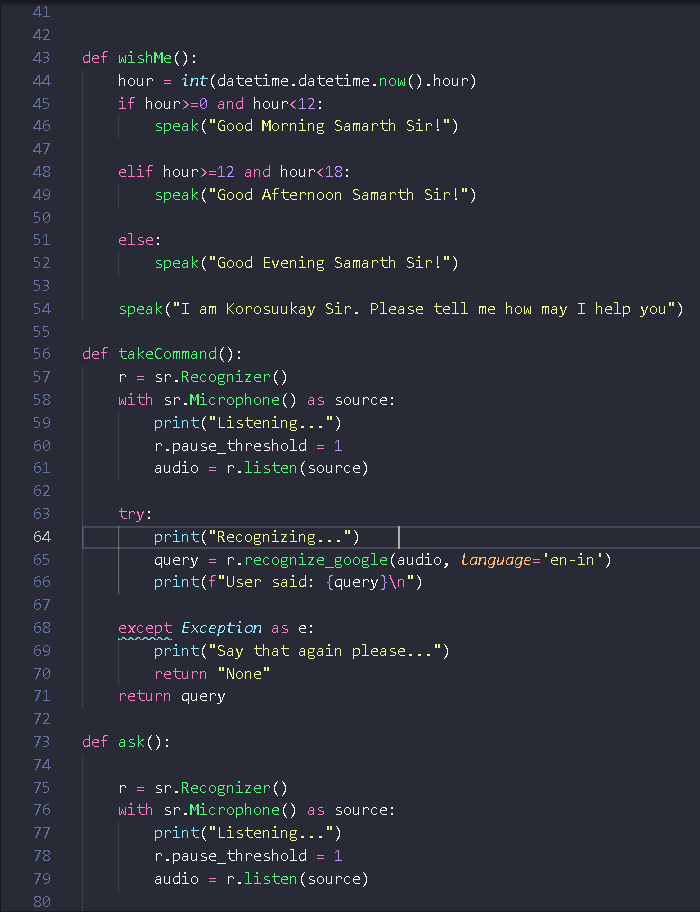 41
42
43 def wishMe():
44     hour = int(datetime.datetime.now().hour)
45     if hour>=0 and hour<12:
46         speak("Good Morning Samarth Sir!")
47
48     elif hour>=12 and hour<18:
49         speak("Good Afternoon Samarth Sir!")
50
51     else:
52         speak("Good Evening Samarth Sir!")
53
54     speak("I am Korosuukay Sir. Please tell me how may I help you")
55
56 def takeCommand():
57     r = sr.Recognizer()
58     with sr.Microphone() as source:
59         print("Listening...")
60         r.pause_threshold = 1
61         audio = r.listen(source)
62
63     try:
64         print("Recognizing...")
65         query = r.recognize_google(audio, language='en-in')
66         print(f"User said: {query}\n")
67
68     except Exception as e:
69         print("Say that again please...")
70         return "None"
71     return query
72
73 def ask():
74
75     r = sr.Recognizer()
76     with sr.Microphone() as source:
77         print("Listening...")
78         r.pause_threshold = 1
79         audio = r.listen(source)
80